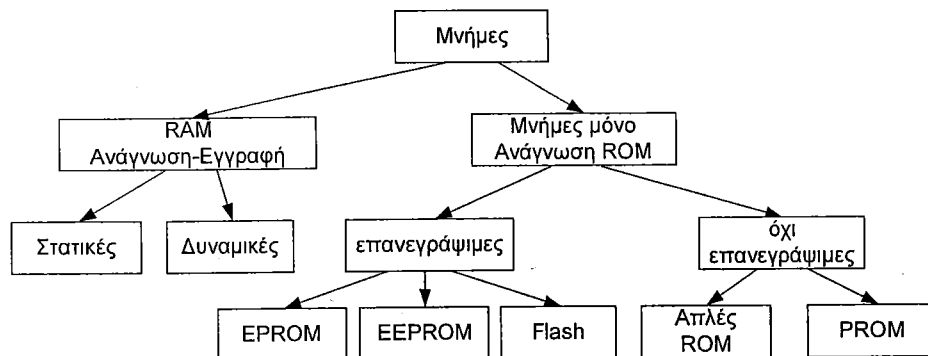 Μνήμες
RAM
Ανάγνωση-Εγγραφή
Μνήμες μόνο
Ανάγνωση ROM
Στατικές
Δυναμικές
επανεγράψιμες
όχι
επανεγράψιμες
EPROM
EEPROM
Flash
Απλές
ROM
PROM